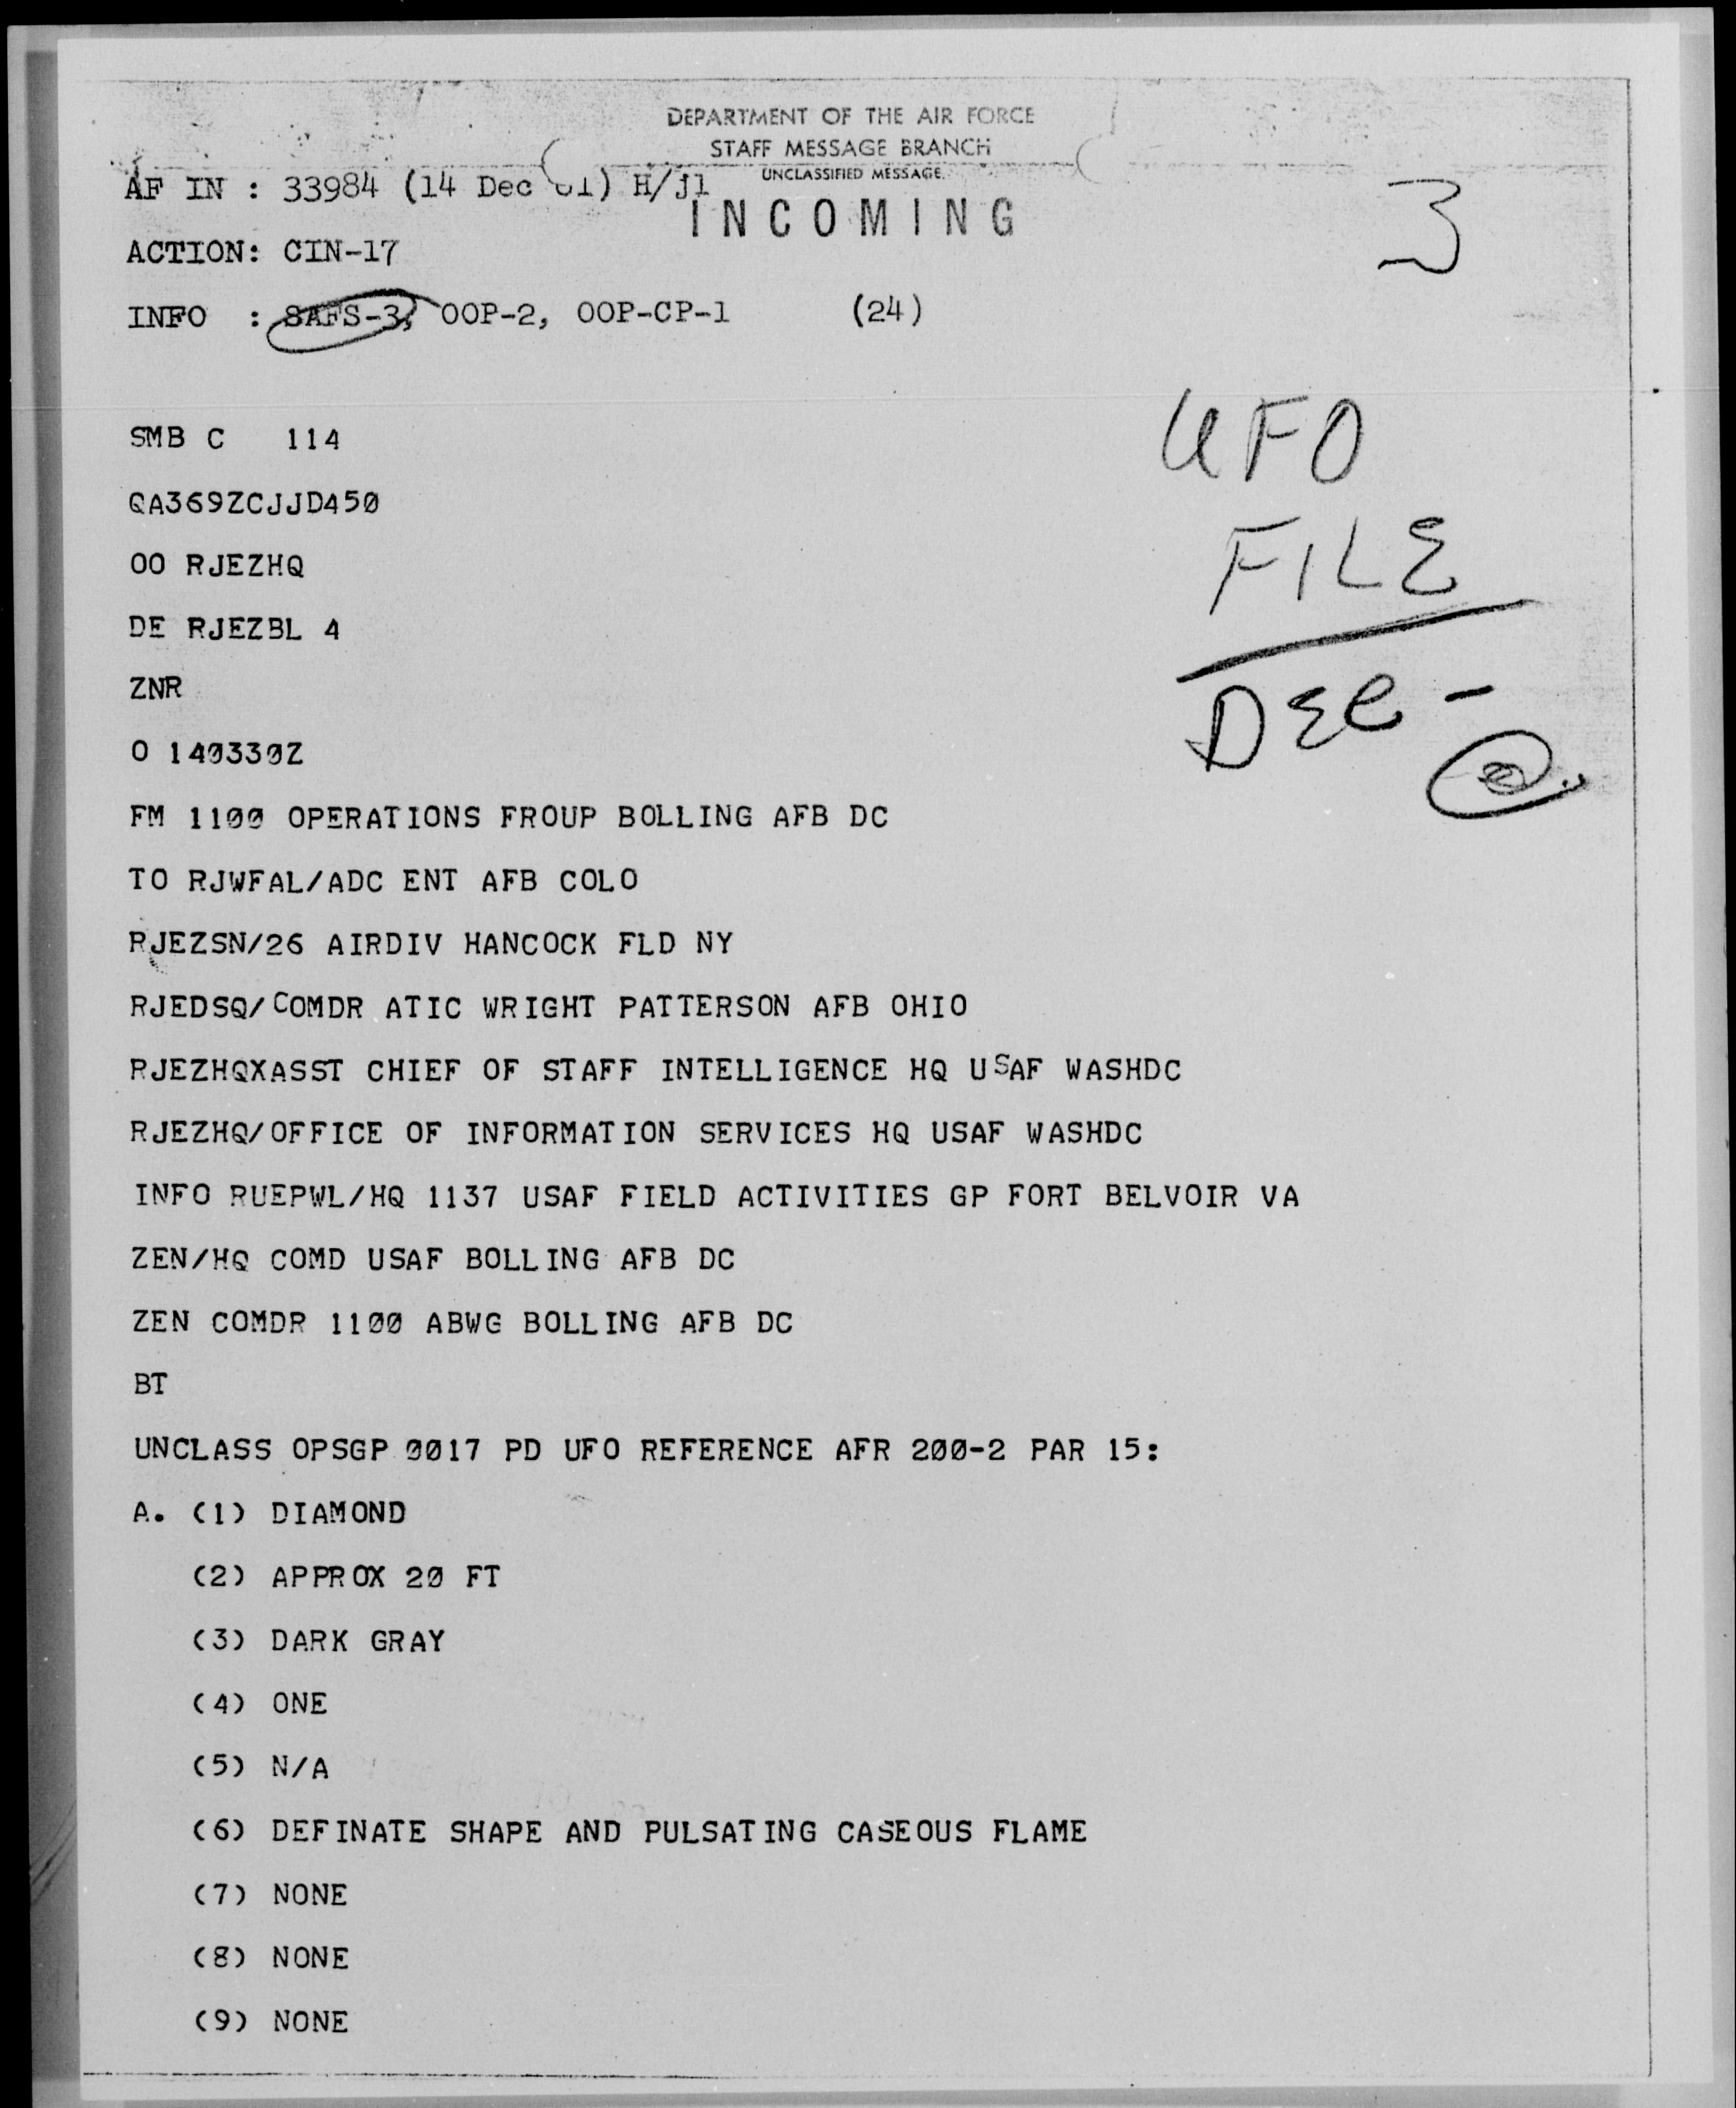 DEPARTMENT OF THE AIR FORCE
STAFF MESSAGE BRANCH
UNCLASSIFIED MESSAGE
AF IN : 33984 (14 Dec 61) H/jl
INCOMING
3
ACTION: CIN-17
INFO : SAFS-3, OOP-2, OOP-CP-1 (24)
UFO
FILE
DEC -
SMB C 114
QA369ZCJJD450
OO RJEZHQ
DE RJEZBL 4
ZNR
O 140330Z
FM 1100 OPERATIONS FROUP BOLLING AFB DC
TO RJWFAL/ADC ENT AFB COLO
RJEZSN/26 AIRDIV HANCOCK FLD NY
RJEDSQ/COMDR ATIC WRIGHT PATTERSON AFB OHIO
RJEZHQXASST CHIEF OF STAFF INTELLIGENCE HQ USAF WASHDC
RJEZHQ/OFFICE OF INFORMATION SERVICES HQ USAF WASHDC
INFO RUEPWL/HQ 1137 USAF FIELD ACTIVITIES GP FORT BELVOIR VA
ZEN/HQ COMD USAF BOLLING AFB DC
ZEN COMDR 1100 ABWG BOLLING AFB DC
BT
UNCLASS OPSGP 0017 PD UFO REFERENCE AFR 200-2 PAR 15:
A. (1) DIAMOND
(2) APPROX 20 FT
(3) DARK GRAY
(4) ONE
(5) N/A
(6) DEFINATE SHAPE AND PULSATING CASEOUS FLAME
(7) NONE
(8) NONE
(9) NONE